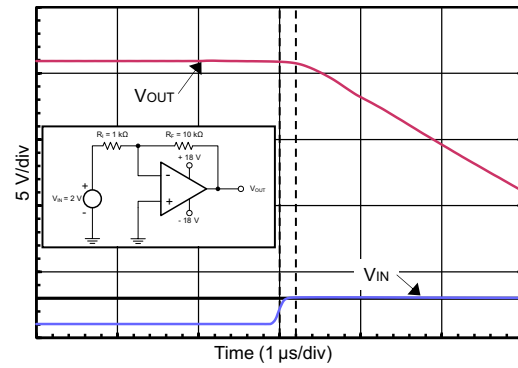 VOUT
RI = 1 kΩ
RF = 10 kΩ
+ 18 V
-
+
VIN = 2 V
+
-
VOUT
- 18 V
VIN
5 V/div
Time (1 µs/div)